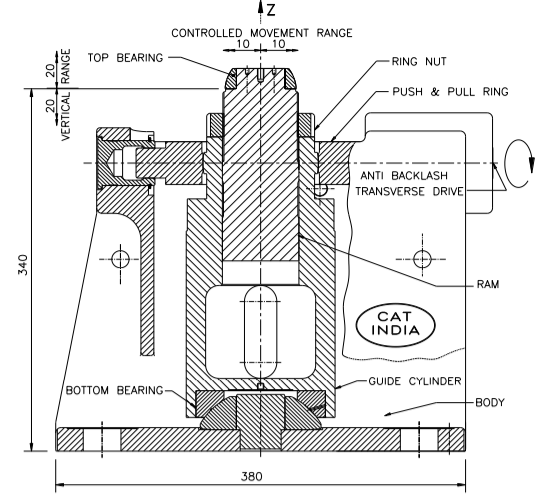 Z
CONTROLLED MOVEMENT RANGE
10 10
TOP BEARING
20
20
VERTICAL RANGE
RING NUT
PUSH & PULL RING
ANTI BACKLASH
TRANSVERSE DRIVE
340
RAM
CAT
INDIA
GUIDE CYLINDER
BOTTOM BEARING
BODY
380